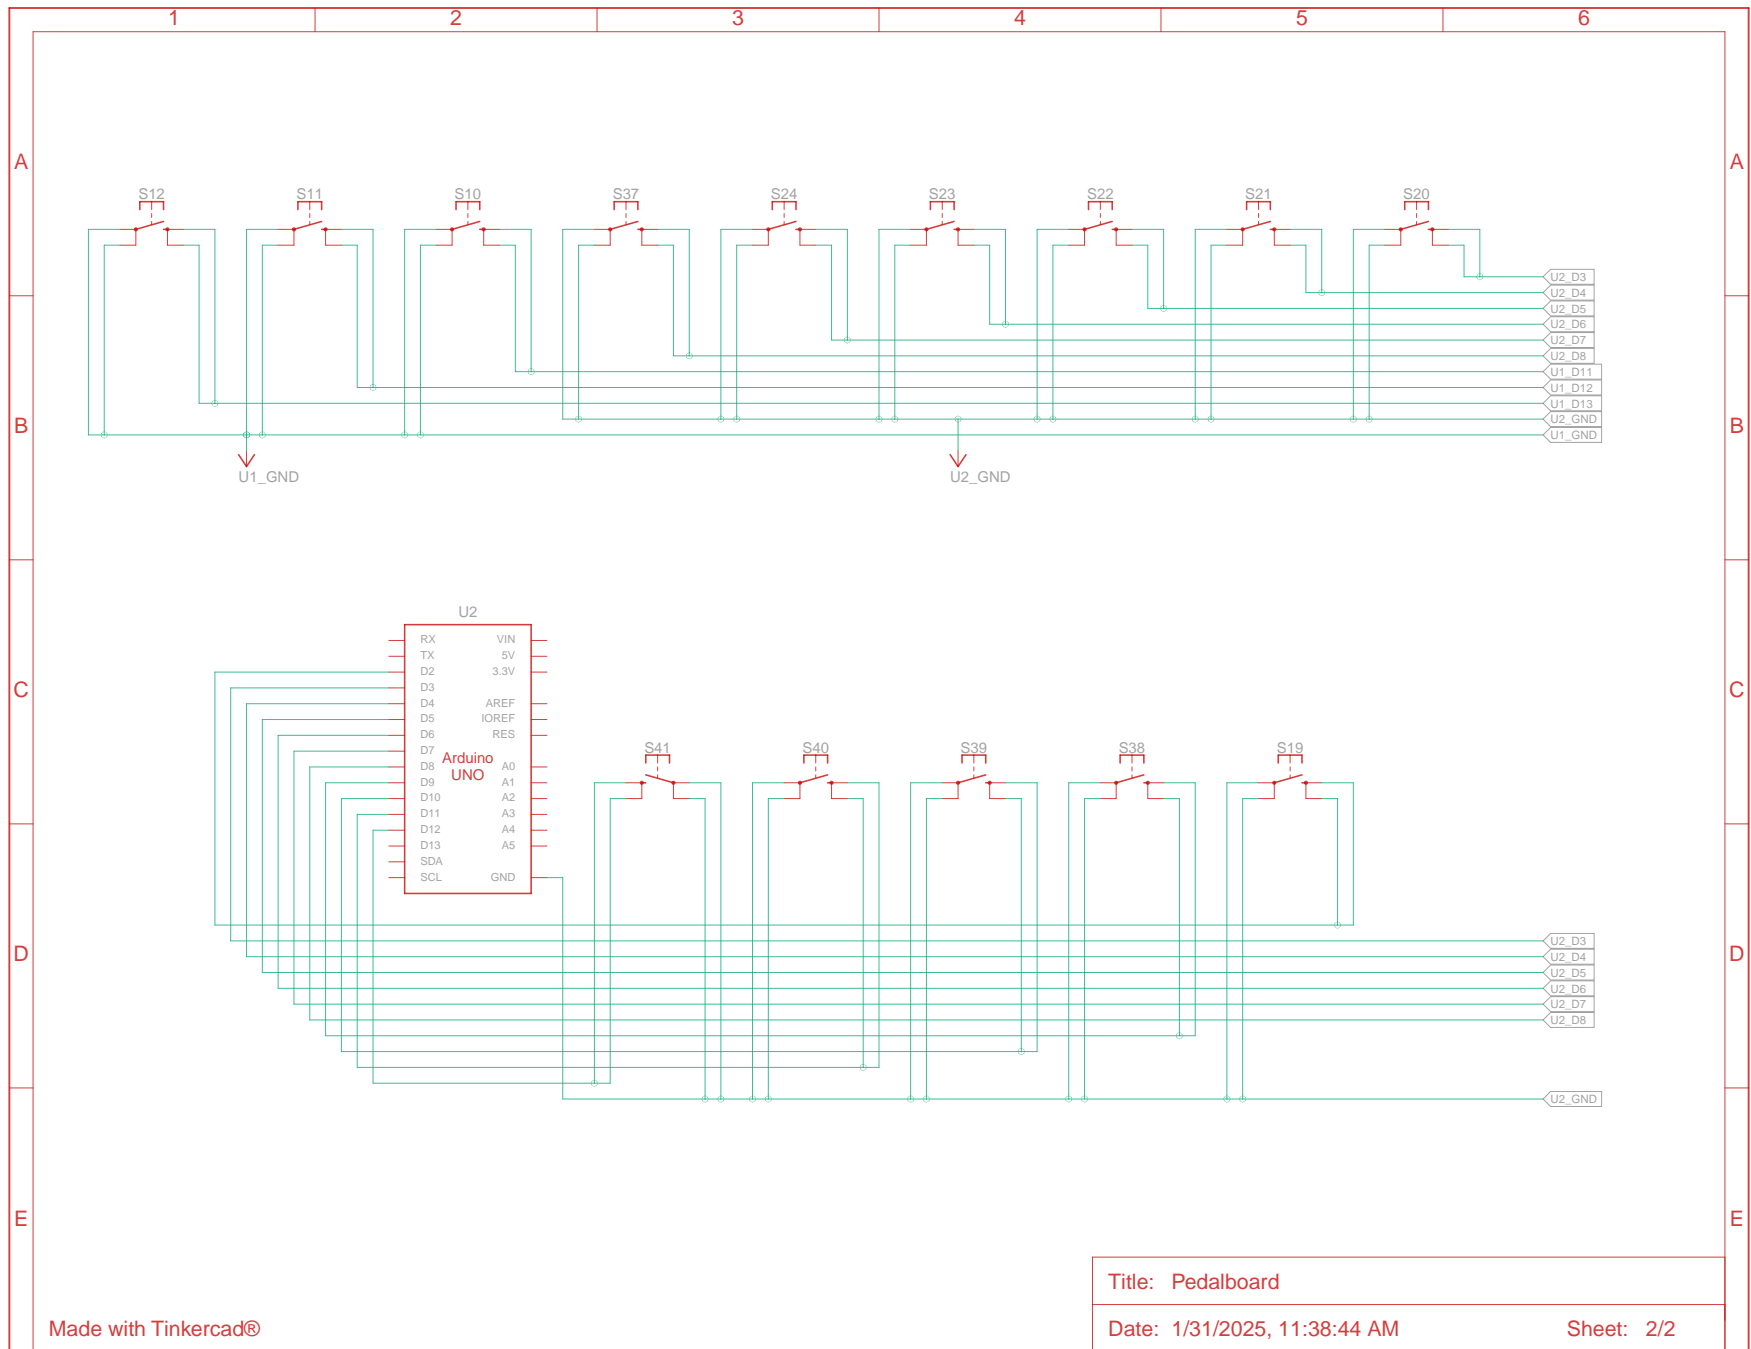 1 2 3 4 5 6
A A
S12 S11 S10 S37 S24 S23 S22 S21 S20
U2_D3
U2_D4
U2_D5
U2_D6
U2_D7
U2_D8
U1_D11
U1_D12
U1_D13
U2_GND
U1_GND
B B
U1_GND U2_GND
U2
RX VIN
TX 5V
D2 3.3V
D3
D4 AREF
D5 IOREF
D6 RES
D7
D8 A0
D9 A1
D10 A2
D11 A3
D12 A4
D13 A5
SDA
SCL GND
Arduino
UNO
C C
S41 S40 S39 S38 S19
U2_D3
U2_D4
U2_D5
U2_D6
U2_D7
U2_D8
D D
U2_GND
E E
Title: Pedalboard
Made with Tinkercad®
Date: 1/31/2025, 11:38:44 AM Sheet: 2/2